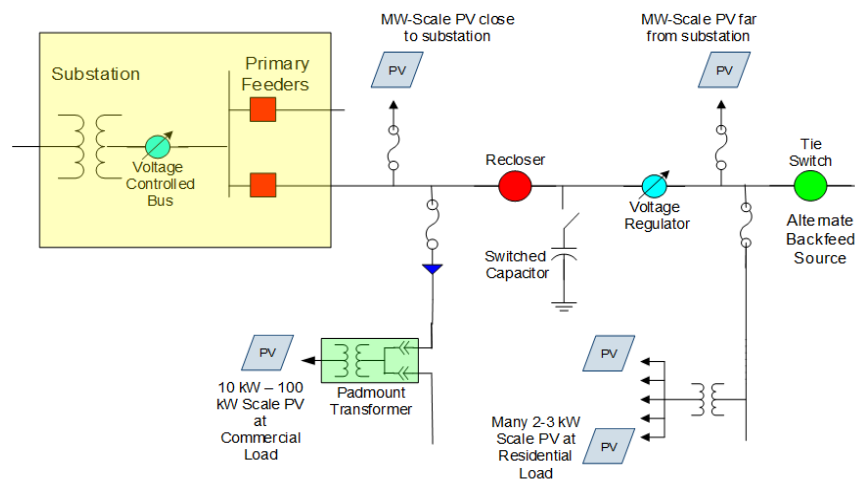 MW-Scale PV close
to substation
MW-Scale PV far
from substation
PV
PV
Substation
Primary
Feeders
Voltage
Controlled
Bus
Recloser
Tie
Switch
Voltage
Regulator
Alternate
Backfeed
Source
Switched
Capacitor
PV
PV
10 kW – 100
kW Scale PV
at
Commercial
Load
Padmount
Transformer
Many 2-3 kW
Scale PV at
Residential
Load
PV